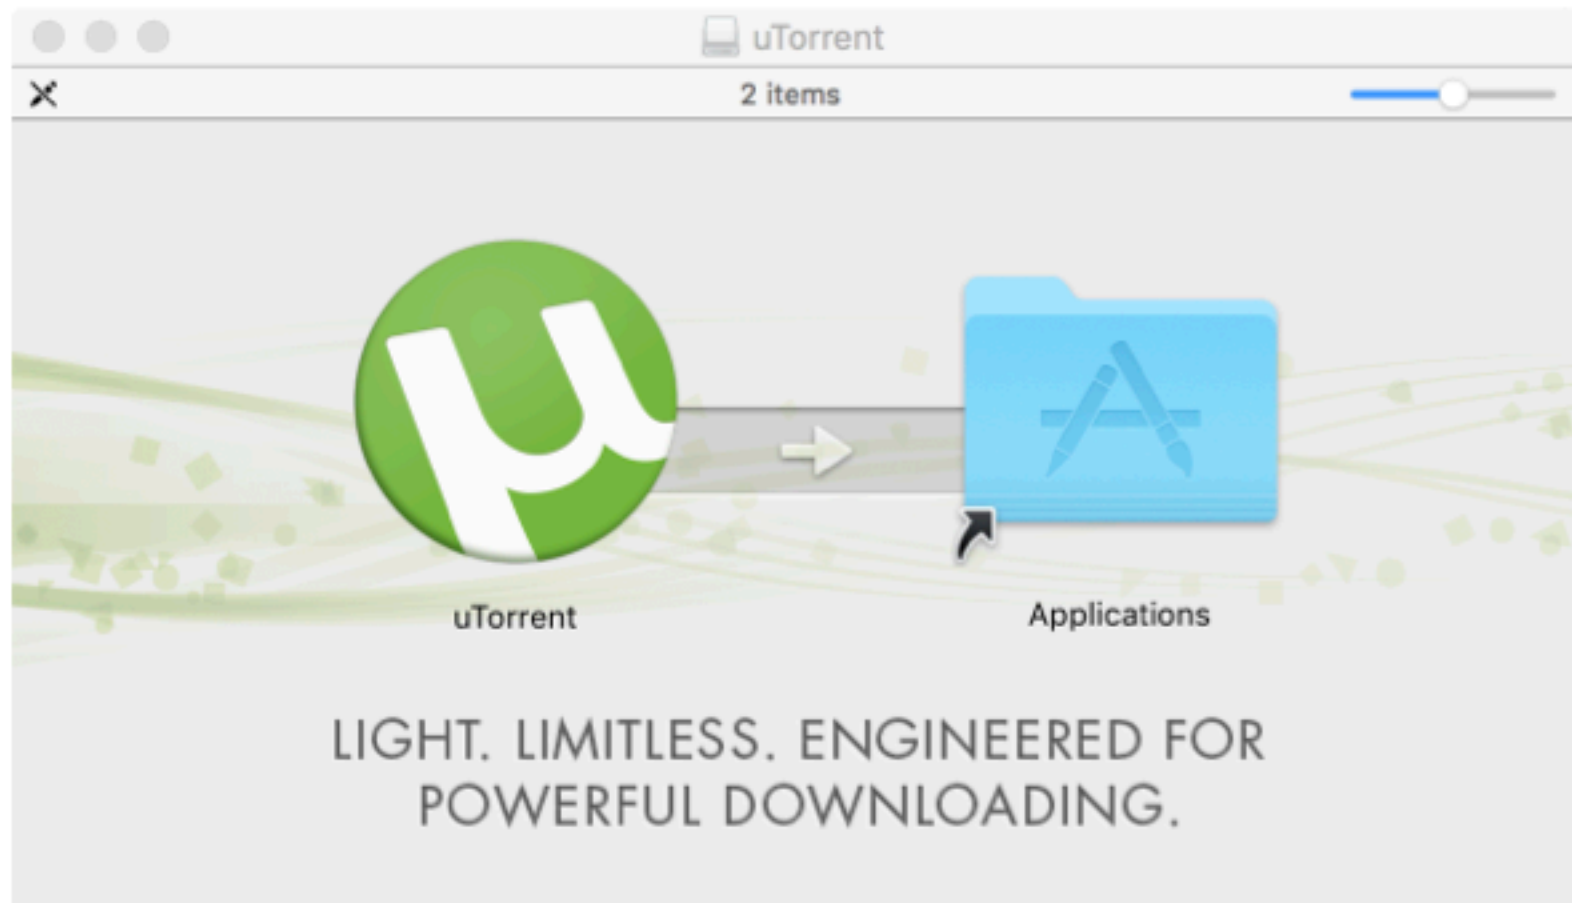 uTorrent
2 items
uTorrent
Applications
LIGHT. LIMITLESS. ENGINEERED FOR
POWERFUL DOWNLOADING.